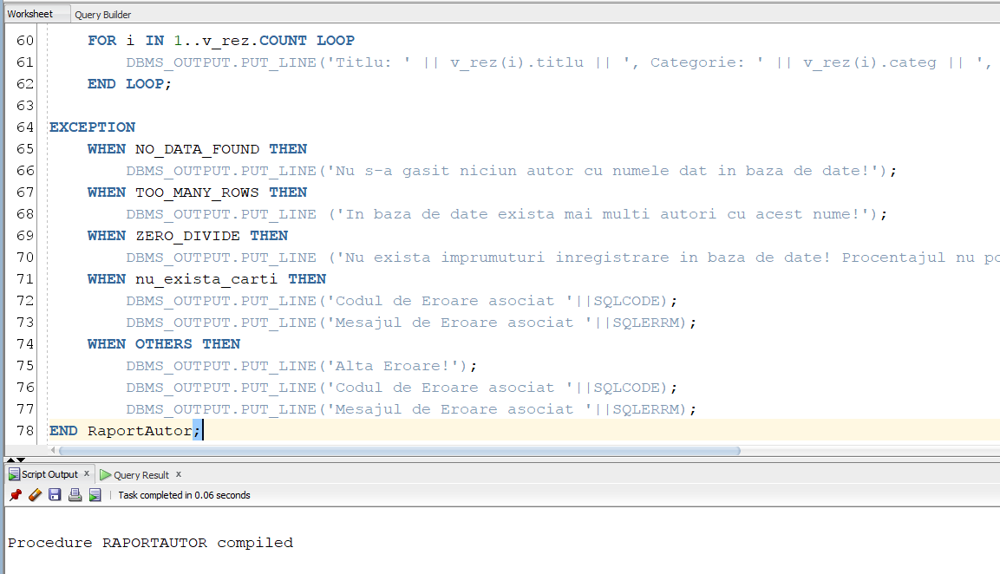 Worksheet Query Builder
60 FOR i IN 1..v_rez.COUNT LOOP
61 DBMS_OUTPUT.PUT_LINE('Titlu: ' || v_rez(i).titlu || ', Categorie: ' || v_rez(i).categ || ',
62 END LOOP;
63
64 EXCEPTION
65 WHEN NO_DATA_FOUND THEN
66 DBMS_OUTPUT.PUT_LINE('Nu s-a gasit niciun autor cu numele dat in baza de date!');
67 WHEN TOO_MANY_ROWS THEN
68 DBMS_OUTPUT.PUT_LINE ('In baza de date exista mai multi autori cu acest nume!');
69 WHEN ZERO_DIVIDE THEN
70 DBMS_OUTPUT.PUT_LINE ('Nu exista imprumuturi inregistrare in baza de date! Procentajul nu po
71 WHEN nu_exista_carti THEN
72 DBMS_OUTPUT.PUT_LINE('Codul de Eroare asociat '||SQLCODE);
73 DBMS_OUTPUT.PUT_LINE('Mesajul de Eroare asociat '||SQLERRM);
74 WHEN OTHERS THEN
75 DBMS_OUTPUT.PUT_LINE('Alta Eroare!');
76 DBMS_OUTPUT.PUT_LINE('Codul de Eroare asociat '||SQLCODE);
77 DBMS_OUTPUT.PUT_LINE('Mesajul de Eroare asociat '||SQLERRM);
78 END RaportAutor;
Script Output x Query Result x
Task completed in 0.06 seconds
Procedure RAPORTAUTOR compiled